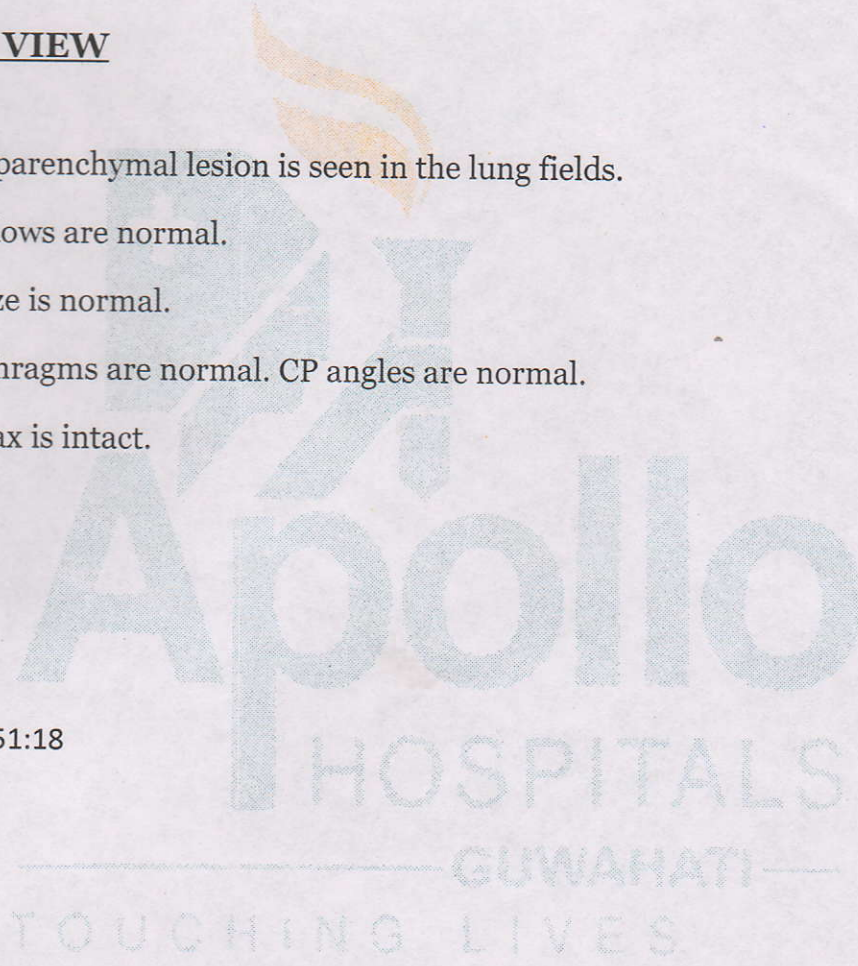 VIEW
parenchymal lesion is seen in the lung fields.
ows are normal.
ze is normal.
hragms are normal. CP angles are normal.
ax is intact.
Apollo
51:18
HOSPITALS
GUWAHATI
TOUCHING LIVES